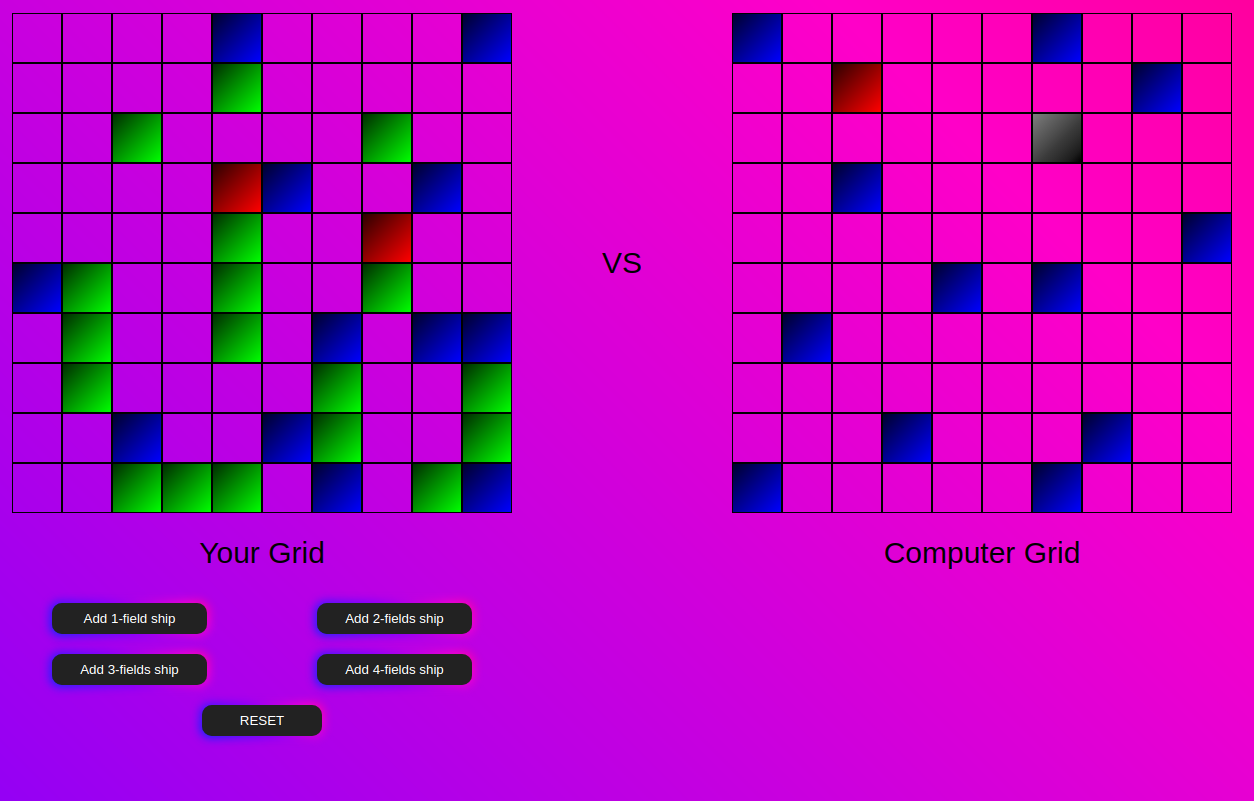 VS
Your Grid
Computer Grid
Add 1-field ship
Add 2-fields ship
Add 3-fields ship
Add 4-fields ship
RESET